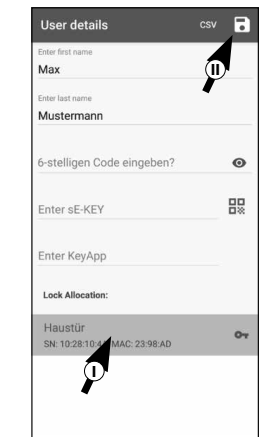 User details CSV
Enter first name
Max
Enter last name
Mustermann
6-stelligen Code eingeben?
Enter sE-KEY
Enter KeyApp
Lock Allocation:
Haustür
SN: 10:28:10:4 MAC: 23:98:AD
II
I